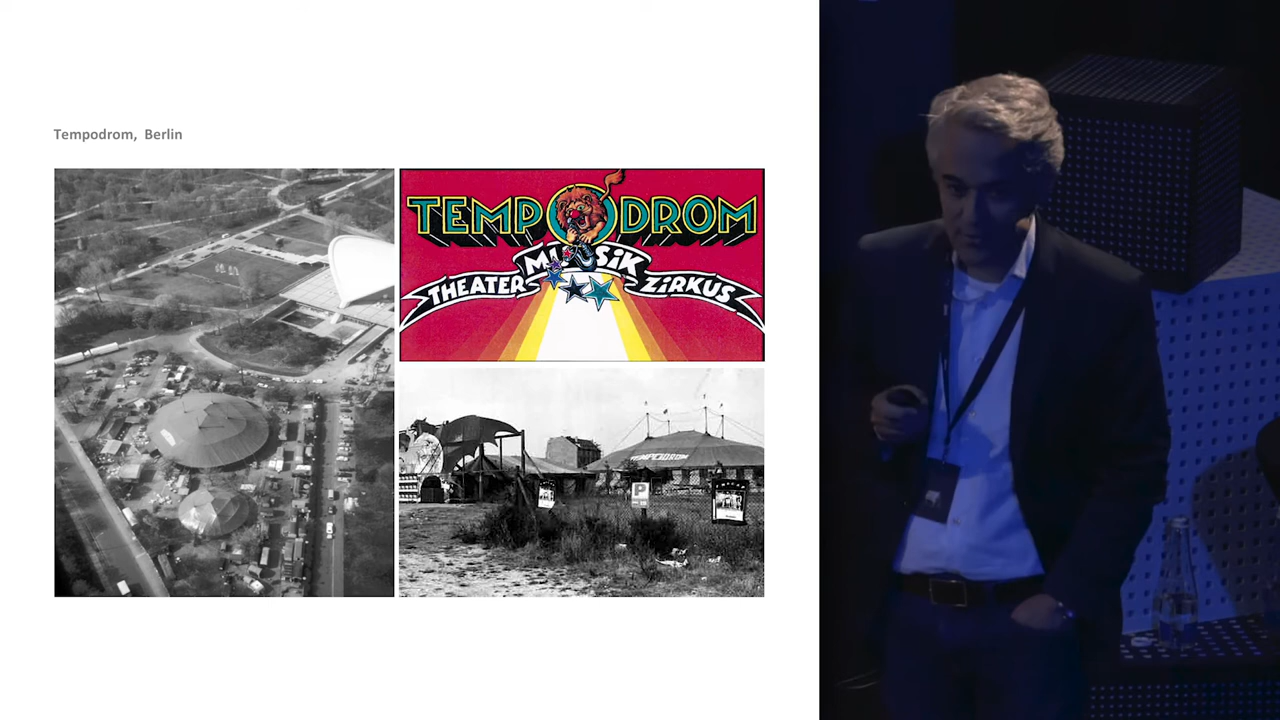 Tempodrom, Berlin
TEMPODROM
MUSiK
THEATER ZiRKUS
TEMPODROM
P